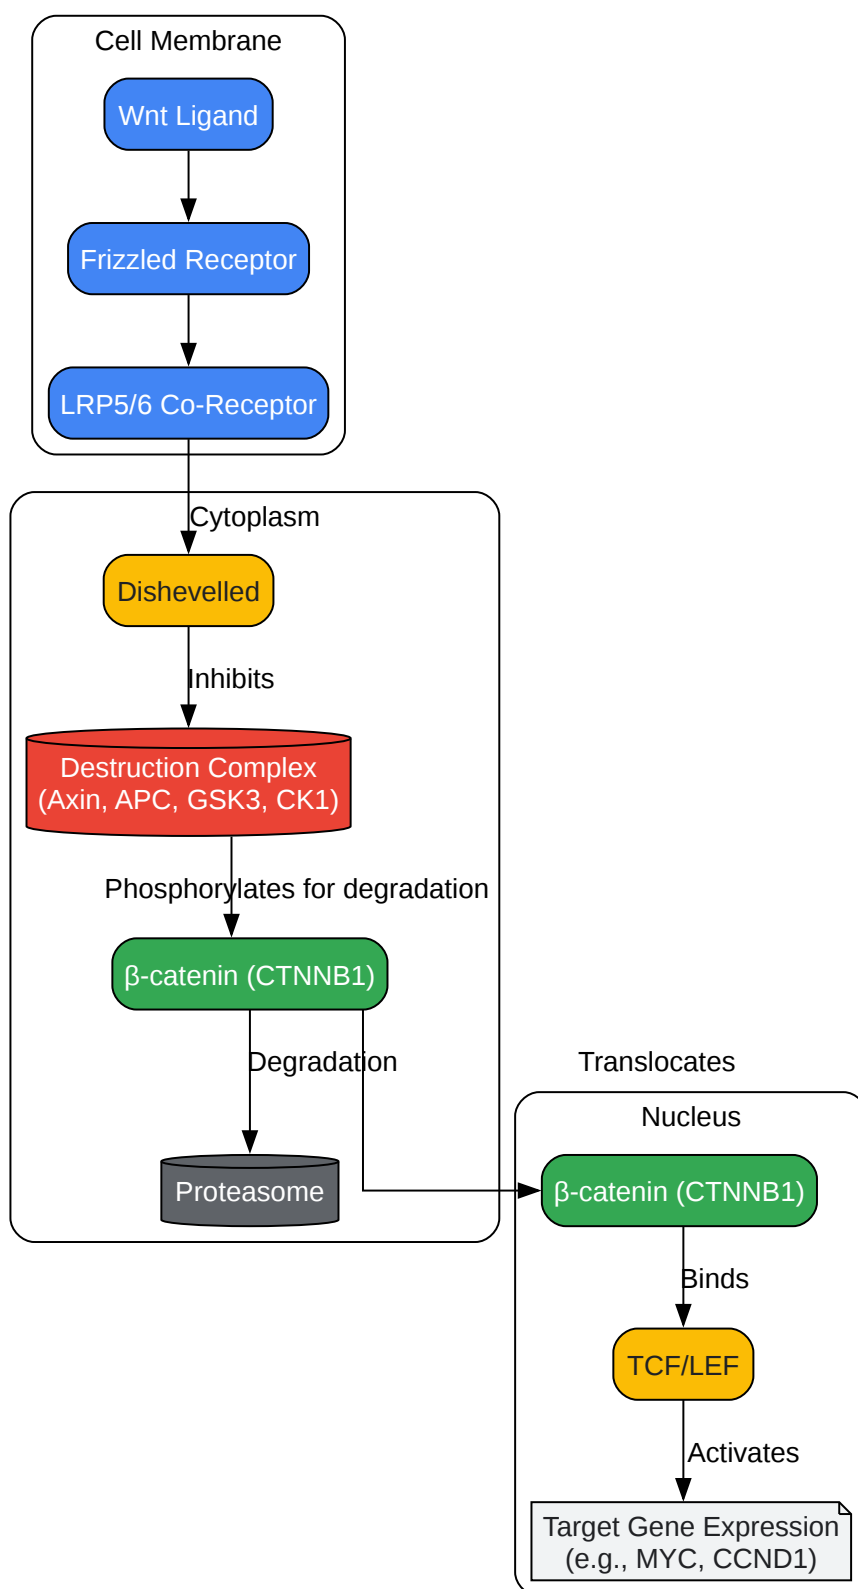 Cell Membrane
Wnt Ligand
Frizzled Receptor
LRP5/6 Co-Receptor
Cytoplasm
Dishevelled
Inhibits
Destruction Complex
(Axin, APC, GSK3, CK1)
Phosphorylates for degradation
β-catenin (CTNNB1)
Degradation
Translocates
Nucleus
Proteasome
β-catenin (CTNNB1)
Binds
TCF/LEF
Activates
Target Gene Expression
(e.g., MYC, CCND1)